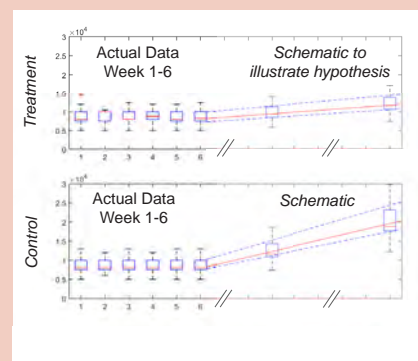 × 10⁴
3
2.5
2
1.5
1
0.5
0
Treatment
Actual Data
Week 1-6
Schematic to
illustrate hypothesis
1 2 3 4 5 6
× 10⁴
3
2.5
2
1.5
1
0.5
0
Control
Actual Data
Week 1-6
Schematic
1 2 3 4 5 6